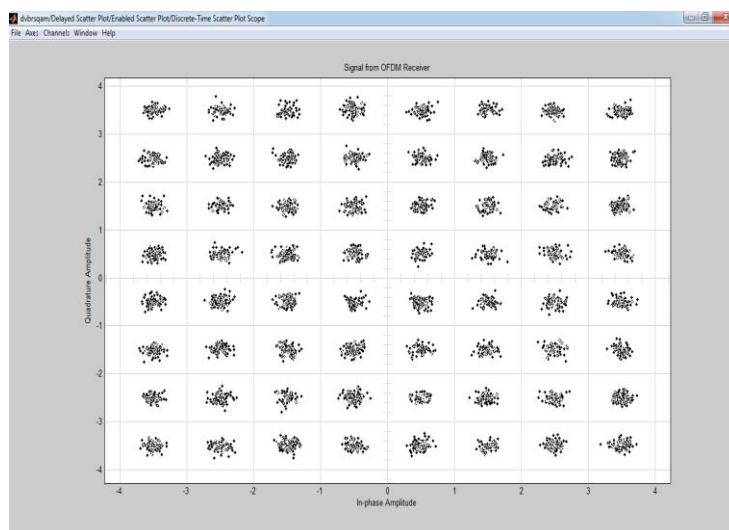 dvbrsqam/Delayed Scatter Plot/Enabled Scatter Plot/Discrete-Time Scatter Plot Scope
File Axes Channels Window Help
Signal from OFDM Receiver
4
3
2
1
0
-1
-2
-3
-4
Quadrature Amplitude
-4 -3 -2 -1 0 1 2 3 4
In-phase Amplitude